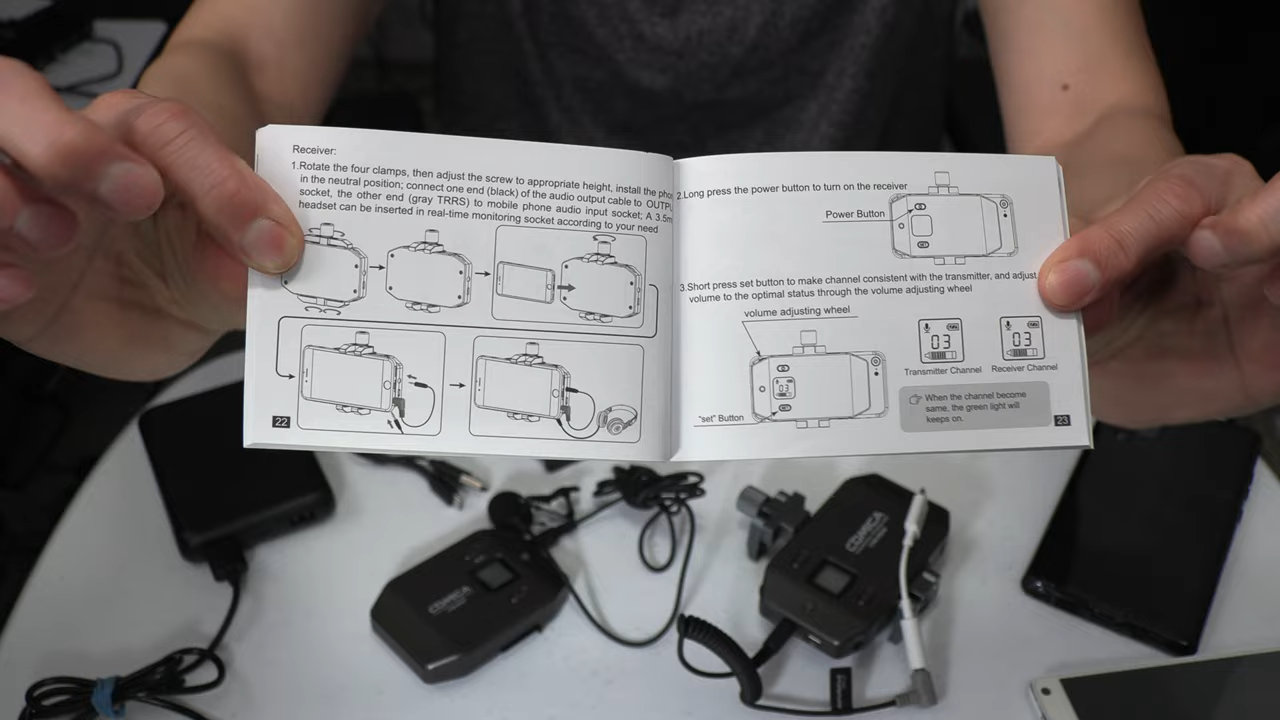 Receiver:
1.Rotate the four clamps, then adjust the screw to appropriate height, install the pho
in the neutral position; connect one end (black) of the audio output cable to OUTP
socket, the other end (gray TRRS) to mobile phone audio input socket; A 3.5m
headset can be inserted in real-time monitoring socket according to your need
22
2.Long press the power button to turn on the receiver
Power Button
3.Short press set button to make channel consistent with the transmitter, and adjust
volume to the optimal status through the volume adjusting wheel
volume adjusting wheel
03
03
03
Transmitter Channel
Receiver Channel
"set" Button
When the channel become
same, the green light will
keeps on.
23
COMICA
COMICA